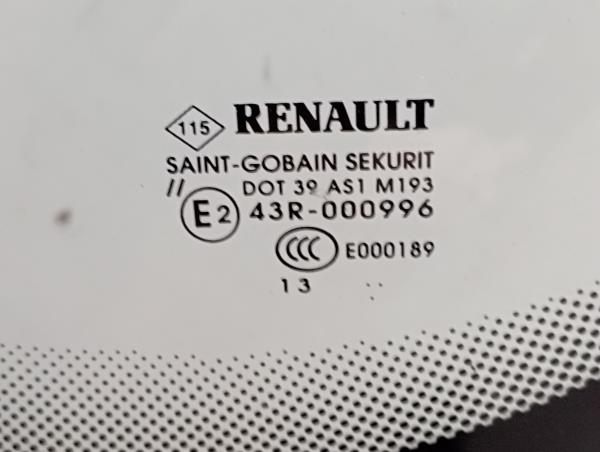 115 RENAULT
SAINT-GOBAIN SEKURIT
// DOT 39 AS1 M193
E2 43R-000996
CCC E000189
13 ..